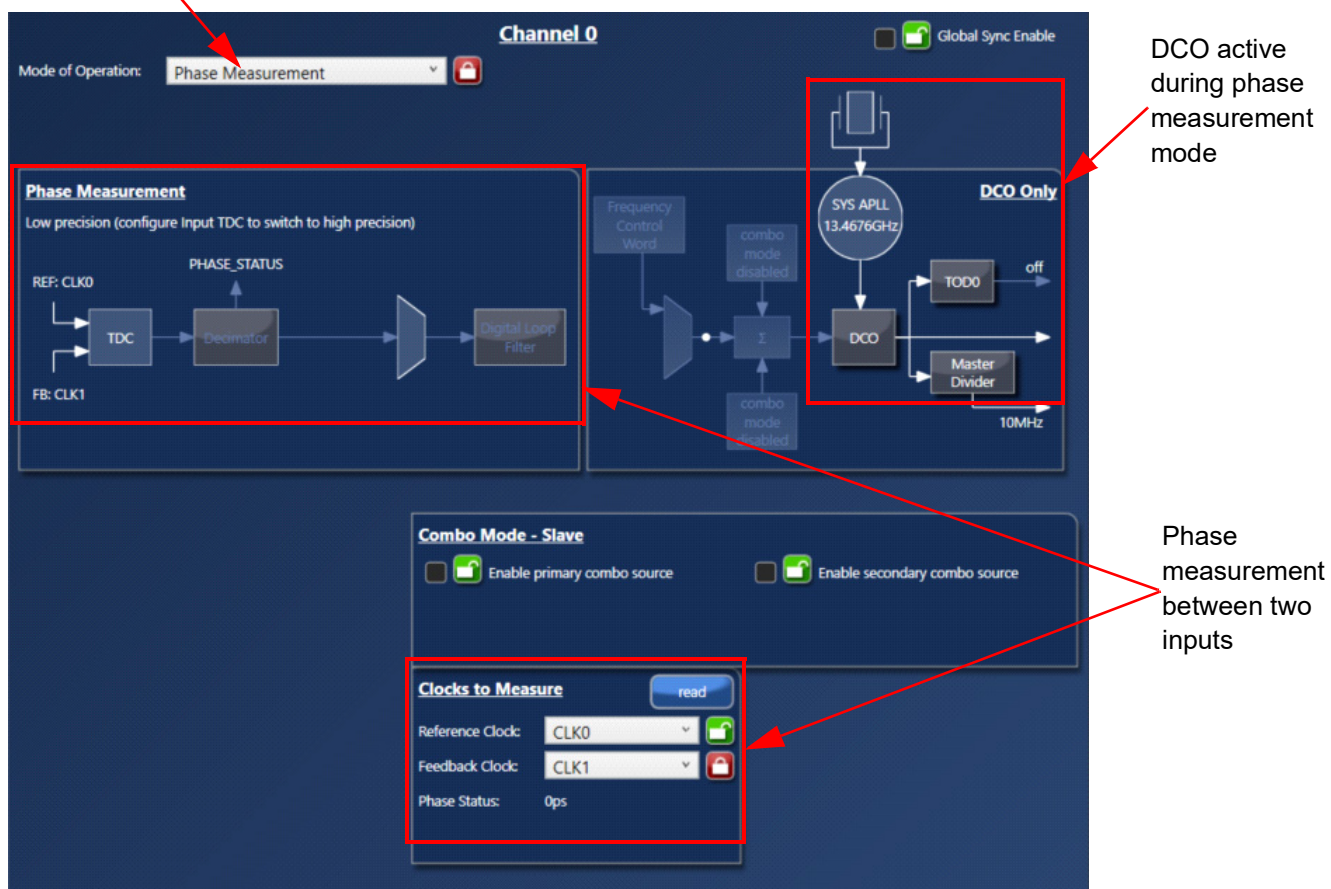 Channel 0
Global Sync Enable
Mode of Operation:
Phase Measurement
DCO active
during phase
measurement
mode
Phase Measurement
Low precision (configure Input TDC to switch to high precision)
PHASE_STATUS
REF: CLK0
TDC
Decimator
Digital Loop
Filter
FB: CLK1
DCO Only
Frequency
Control
Word
combo
mode
disabled
Σ
combo
mode
disabled
SYS APLL
13.4676GHz
DCO
TOD0
off
Master
Divider
10MHz
Combo Mode - Slave
Enable primary combo source
Enable secondary combo source
Phase
measurement
between two
inputs
Clocks to Measure
read
Reference Clock:
CLK0
Feedback Clock:
CLK1
Phase Status:
0ps